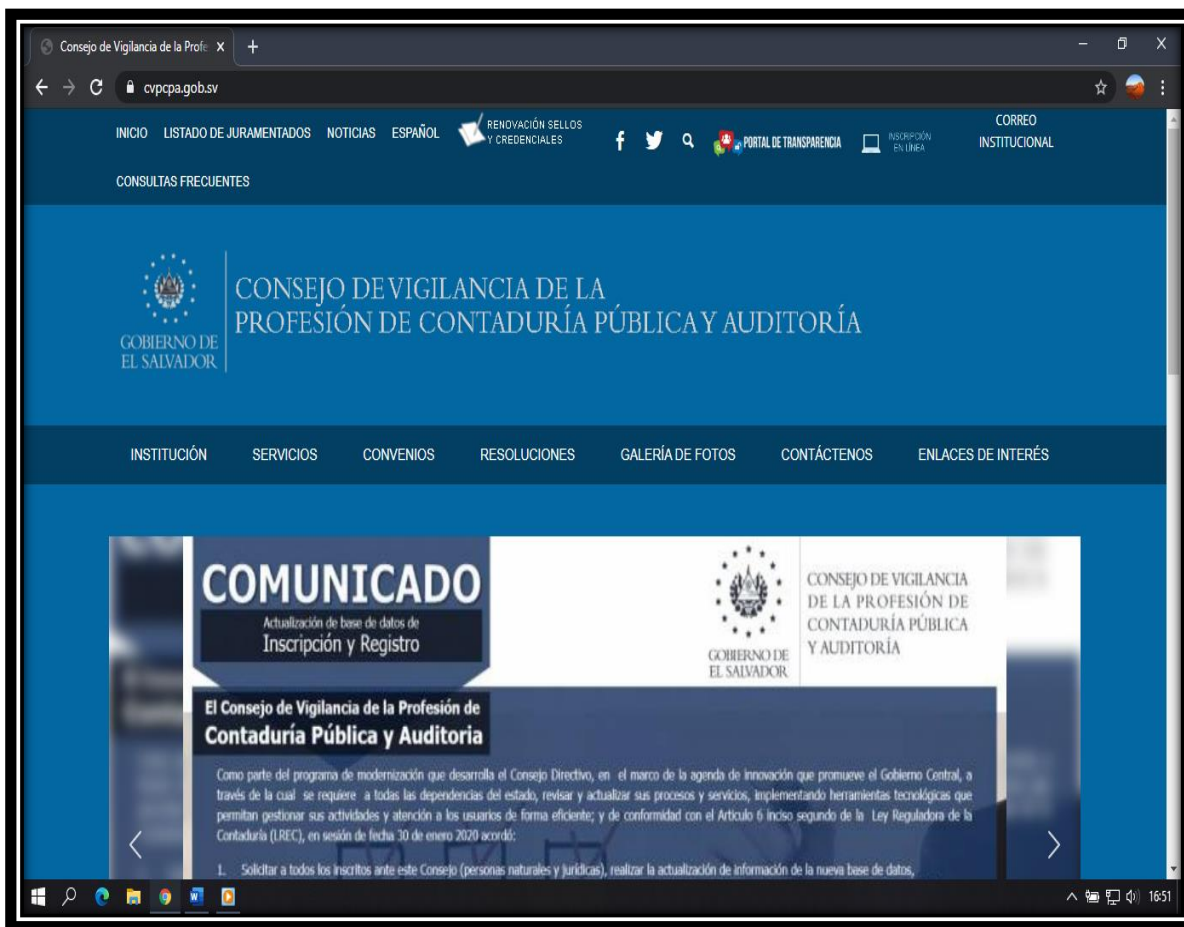 Consejo de Vigilancia de la Profe
cvpcpa.gob.sv
INICIO LISTADO DE JURAMENTADOS NOTICIAS ESPAÑOL RENOVACIÓN SELLOS
Y CREDENCIALES
PORTAL DE TRANSPARENCIA
INSCRIPCIÓN
EN LÍNEA
CORREO
INSTITUCIONAL
CONSULTAS FRECUENTES
GOBIERNO DE
EL SALVADOR
CONSEJO DE VIGILANCIA DE LA
PROFESIÓN DE CONTADURÍA PÚBLICA Y AUDITORÍA
INSTITUCIÓN SERVICIOS CONVENIOS RESOLUCIONES GALERÍA DE FOTOS CONTÁCTENOS ENLACES DE INTERÉS
COMUNICADO
Actualización de base de datos de
Inscripción y Registro
GOBIERNO DE
EL SALVADOR
CONSEJO DE VIGILANCIA
DE LA PROFESIÓN DE
CONTADURÍA PÚBLICA
Y AUDITORÍA
El Consejo de Vigilancia de la Profesión de
Contaduría Pública y Auditoria
Como parte del programa de modernización que desarrolla el Consejo Directivo, en el marco de la agenda de innovación que promueve el Gobierno Central, a
través de la cual se requiere a todas las dependencias del estado, revisar y actualizar sus procesos y servicios, implementando herramientas tecnológicas que
permitan gestionar sus actividades y atención a los usuarios de forma eficiente; y de conformidad con el Artículo 6 inciso segundo de la Ley Reguladora de la
Contaduría (LREC), en sesión de fecha 30 de enero 2020 acordó:
1. Solicitar a todos los inscritos ante este Consejo (personas naturales y jurídicas), realizar la actualización de información de la nueva base de datos,
16:51